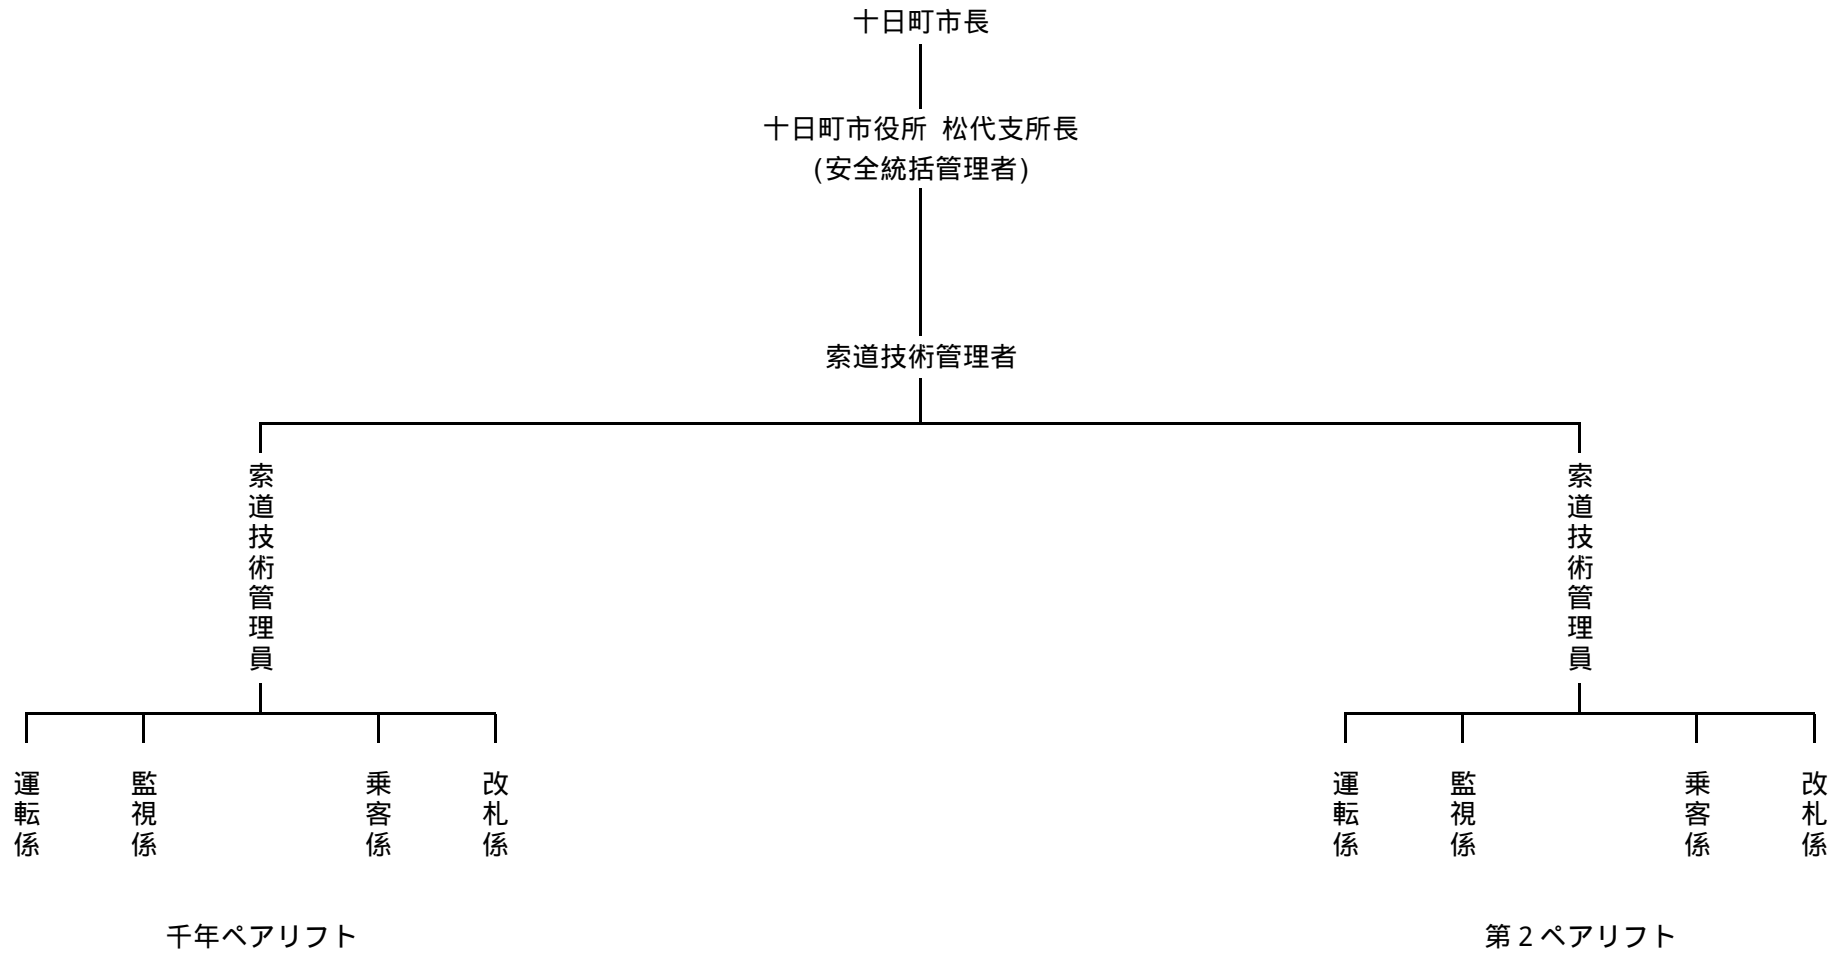 十日町市長
十日町市役所 松代支所長
(安全統括管理者)
索道技術管理者
索道技術管理員
索道技術管理員
運転係
監視係
乗客係
改札係
運転係
監視係
乗客係
改札係
千年ペアリフト
第2ペアリフト